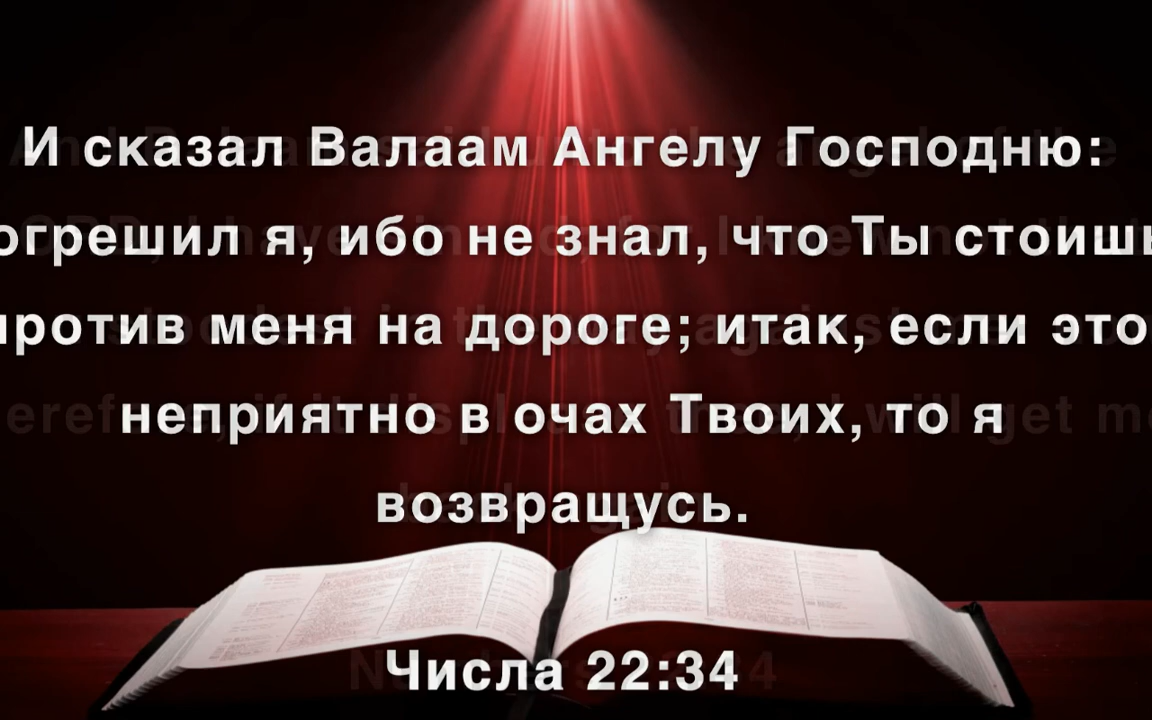 И сказал Валаам Ангелу Господню:
огрешил я, ибо не знал, что Ты стоишь
против меня на дороге; итак, если это
неприятно в очах Твоих, то я
возвращусь.
Числа 22:34